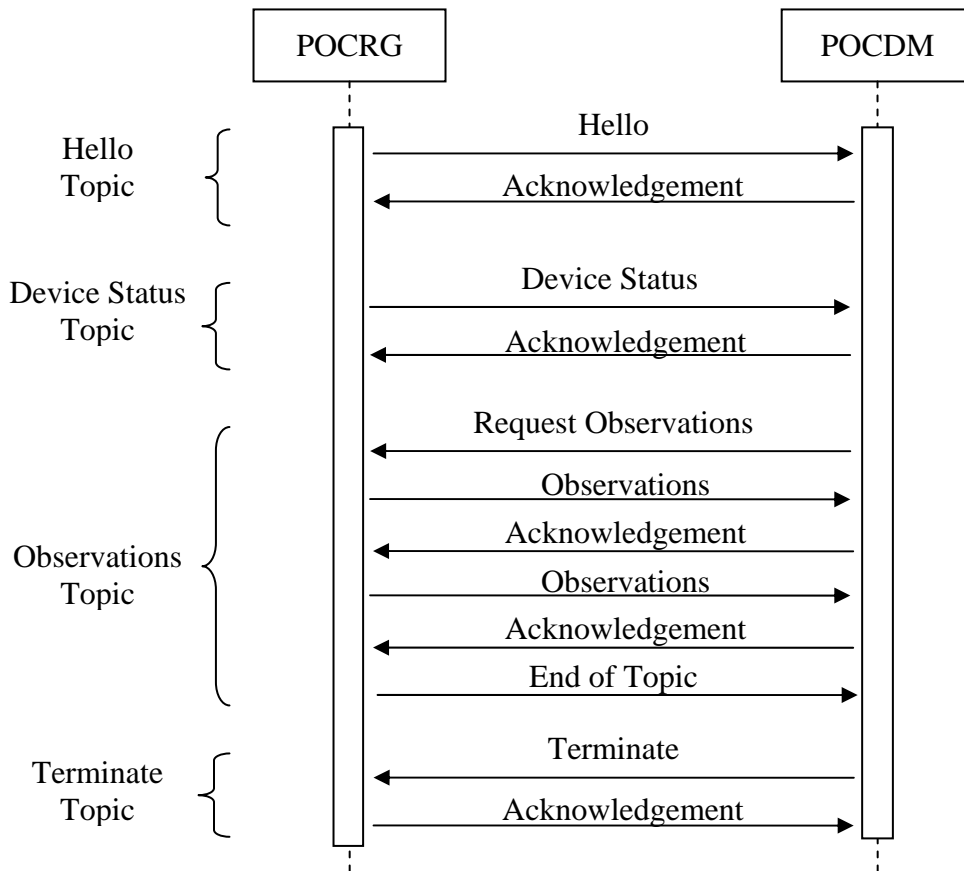 POCRG
POCDM
Hello
Topic
Hello
Acknowledgement
Device Status
Topic
Device Status
Acknowledgement
Observations
Topic
Request Observations
Observations
Acknowledgement
Observations
Acknowledgement
End of Topic
Terminate
Topic
Terminate
Acknowledgement